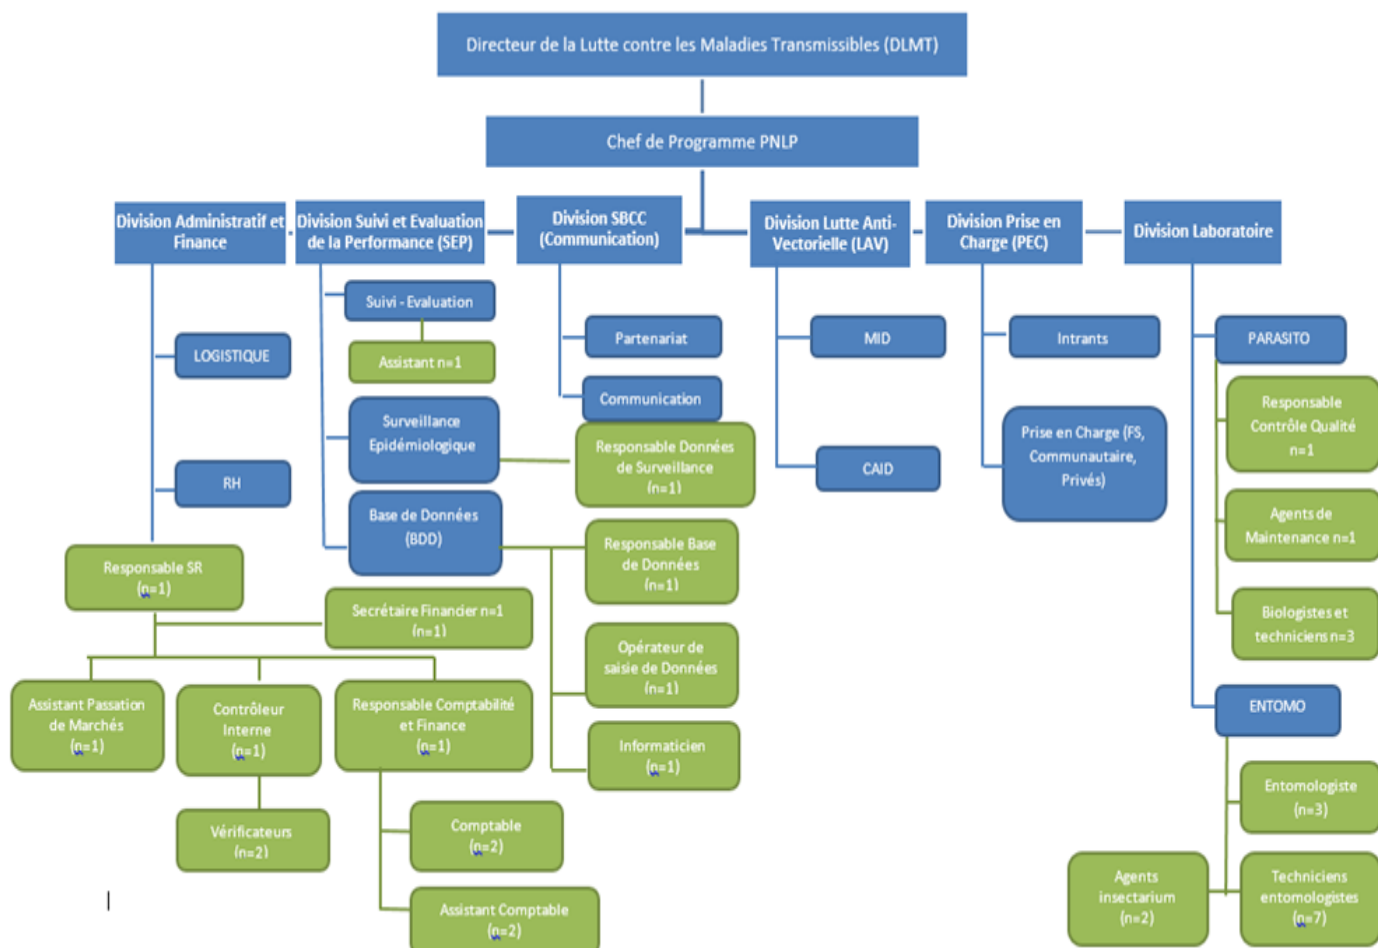 Directeur de la Lutte contre les Maladies Transmissibles (DLMT)
Chef de Programme PNLP
Division Administratif et
Finance
Division Suivi et Evaluation
de la Performance (SEP)
Division SBCC
(Communication)
Division Lutte Anti-
Vectorielle (LAV)
Division Prise en
Charge (PEC)
Division Laboratoire
LOGISTIQUE
RH
Responsable SR
(n=1)
Secrétaire Financier n=1
(n=1)
Assistant Passation
de Marchés
(n=1)
Contrôleur
Interne
(n=1)
Vérificateurs
(n=2)
Responsable Comptabilité
et Finance
(n=1)
Comptable
(n=2)
Assistant Comptable
(n=2)
Suivi - Evaluation
Assistant n=1
Surveillance
Epidémiologique
Responsable Données
de Surveillance
(n=1)
Base de Données
(BDD)
Responsable Base
de Données
(n=1)
Opérateur de
saisie de Données
(n=1)
Informaticien
(n=1)
Partenariat
Communication
MID
CAID
Intrants
Prise en Charge (FS,
Communautaire,
Privés)
PARASITO
Responsable
Contrôle Qualité
n=1
Agents de
Maintenance n=1
Biologistes et
techniciens n=3
ENTOMO
Entomologiste
(n=3)
Agents
insectarium
(n=2)
Techniciens
entomologistes
(n=7)